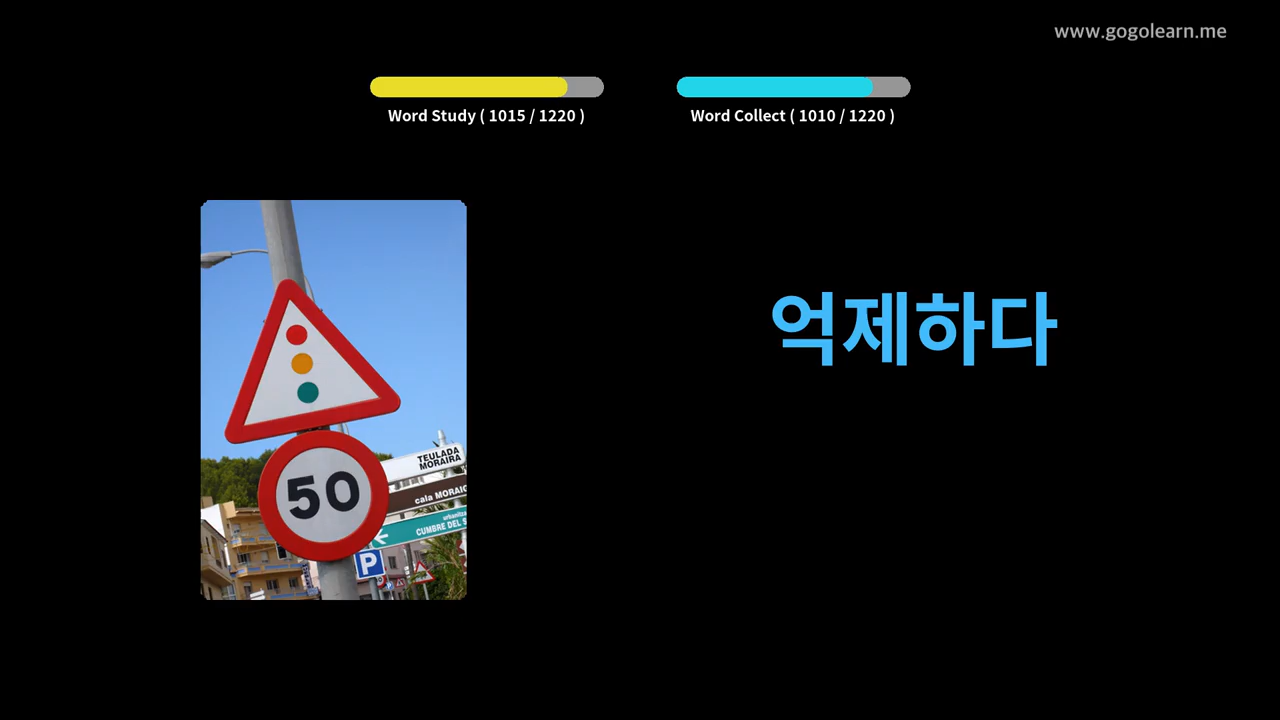 www.gogolearn.me
Word Study ( 1015 / 1220 )
Word Collect ( 1010 / 1220 )
억제하다
50
TEULADA
MORAIRA
cala
CUMBRE DEL
P